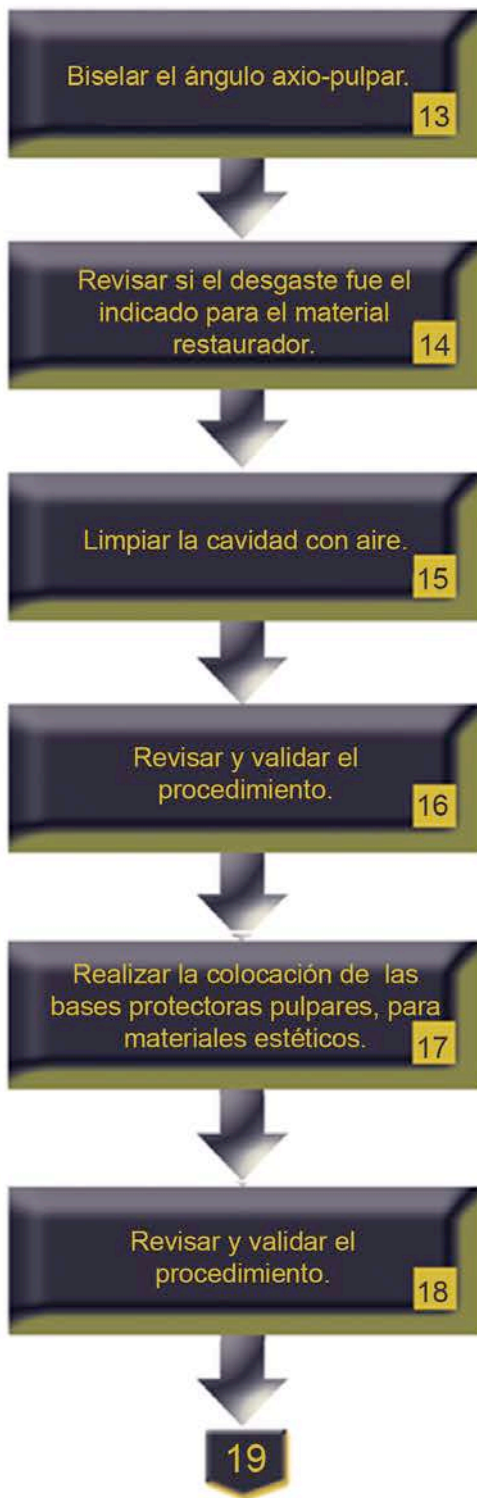 Biselar el ángulo axio-pulpar.
13
Revisar si el desgaste fue el
indicado para el material
restaurador.
14
Limpiar la cavidad con aire.
15
Revisar y validar el
procedimiento.
16
Realizar la colocación de las
bases protectoras pulpares, para
materiales estéticos.
17
Revisar y validar el
procedimiento.
18
19